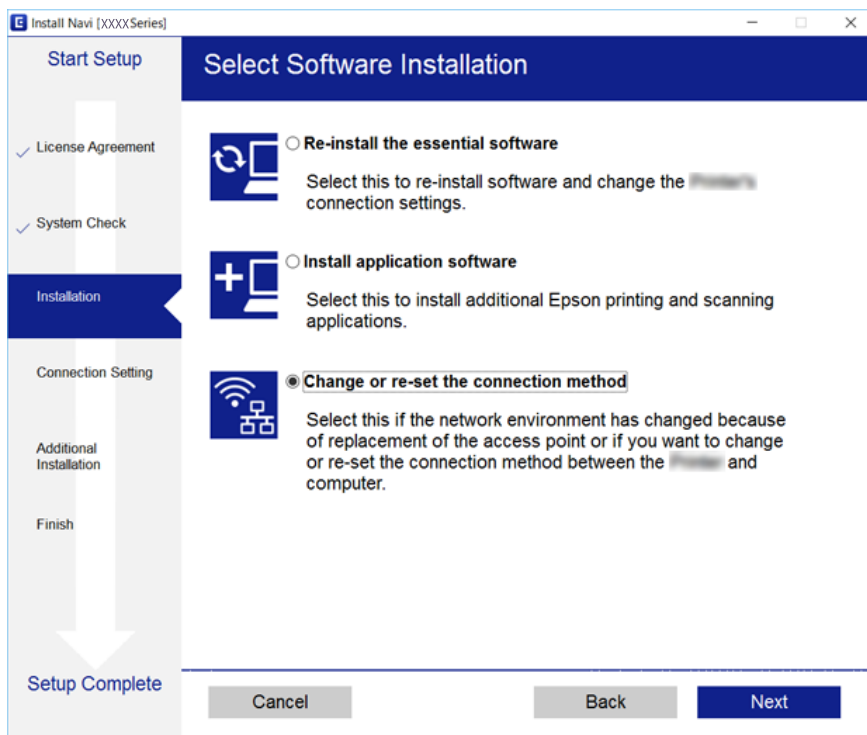 E Install Navi [XXXX Series]
Start Setup
Select Software Installation
License Agreement
System Check
Installation
Connection Setting
Additional
Installation
Finish
Setup Complete
Re-install the essential software
Select this to re-install software and change the
connection settings.
Install application software
Select this to install additional Epson printing and scanning
applications.
Change or re-set the connection method
Select this if the network environment has changed because
of replacement of the access point or if you want to change
or re-set the connection method between the and
computer.
Cancel
Back
Next